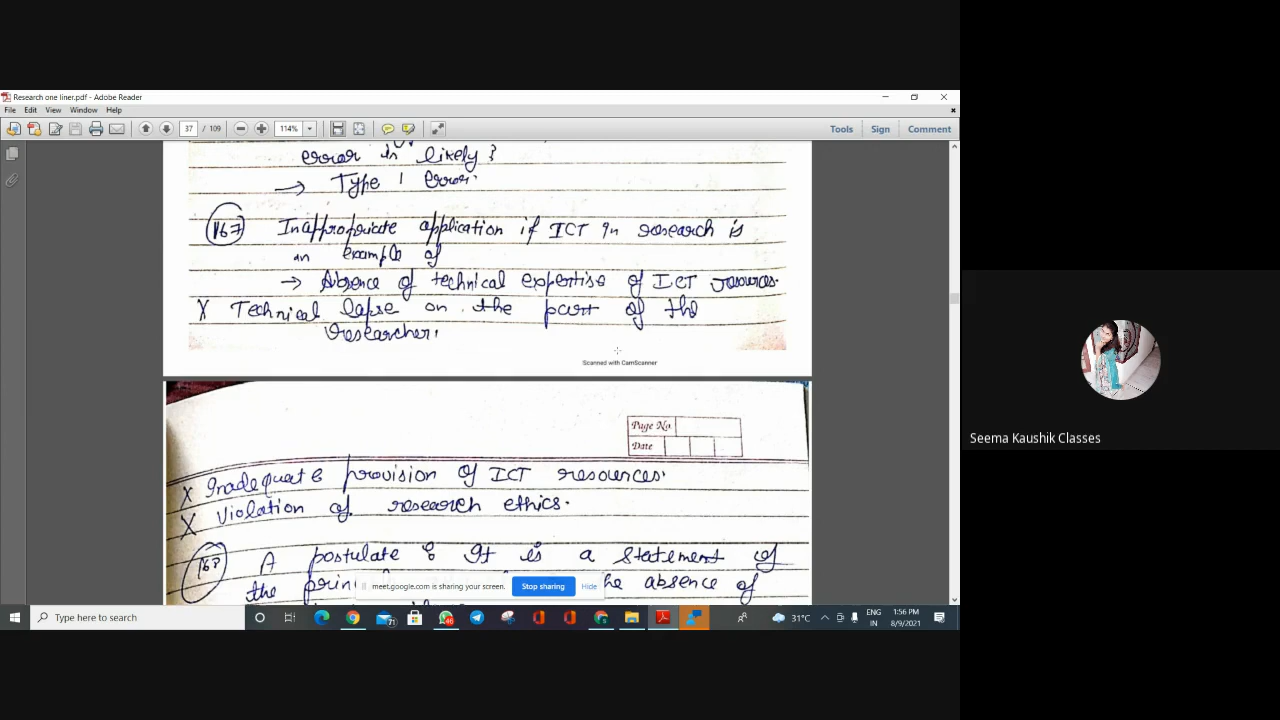 Research one liner.pdf - Adobe Reader
File Edit View Window Help
37 / 109 114% Tools Sign Comment
error is likely ?
→ Type 1 error.
167 Inappropriate application if ICT in research is
an example of
→ Absence of technical expertise of ICT resources.
X Technical lapse on the part of the
researcher.
Scanned with CamScanner
Page No.
Date
X Inadequate provision of ICT resources.
X Violation of research ethics.
168 A postulate : It is a statement of
the absence of
meet.google.com is sharing your screen. Stop sharing Hide
Seema Kaushik Classes
Type here to search
71
31°C
ENG
IN
1:56 PM
8/9/2021